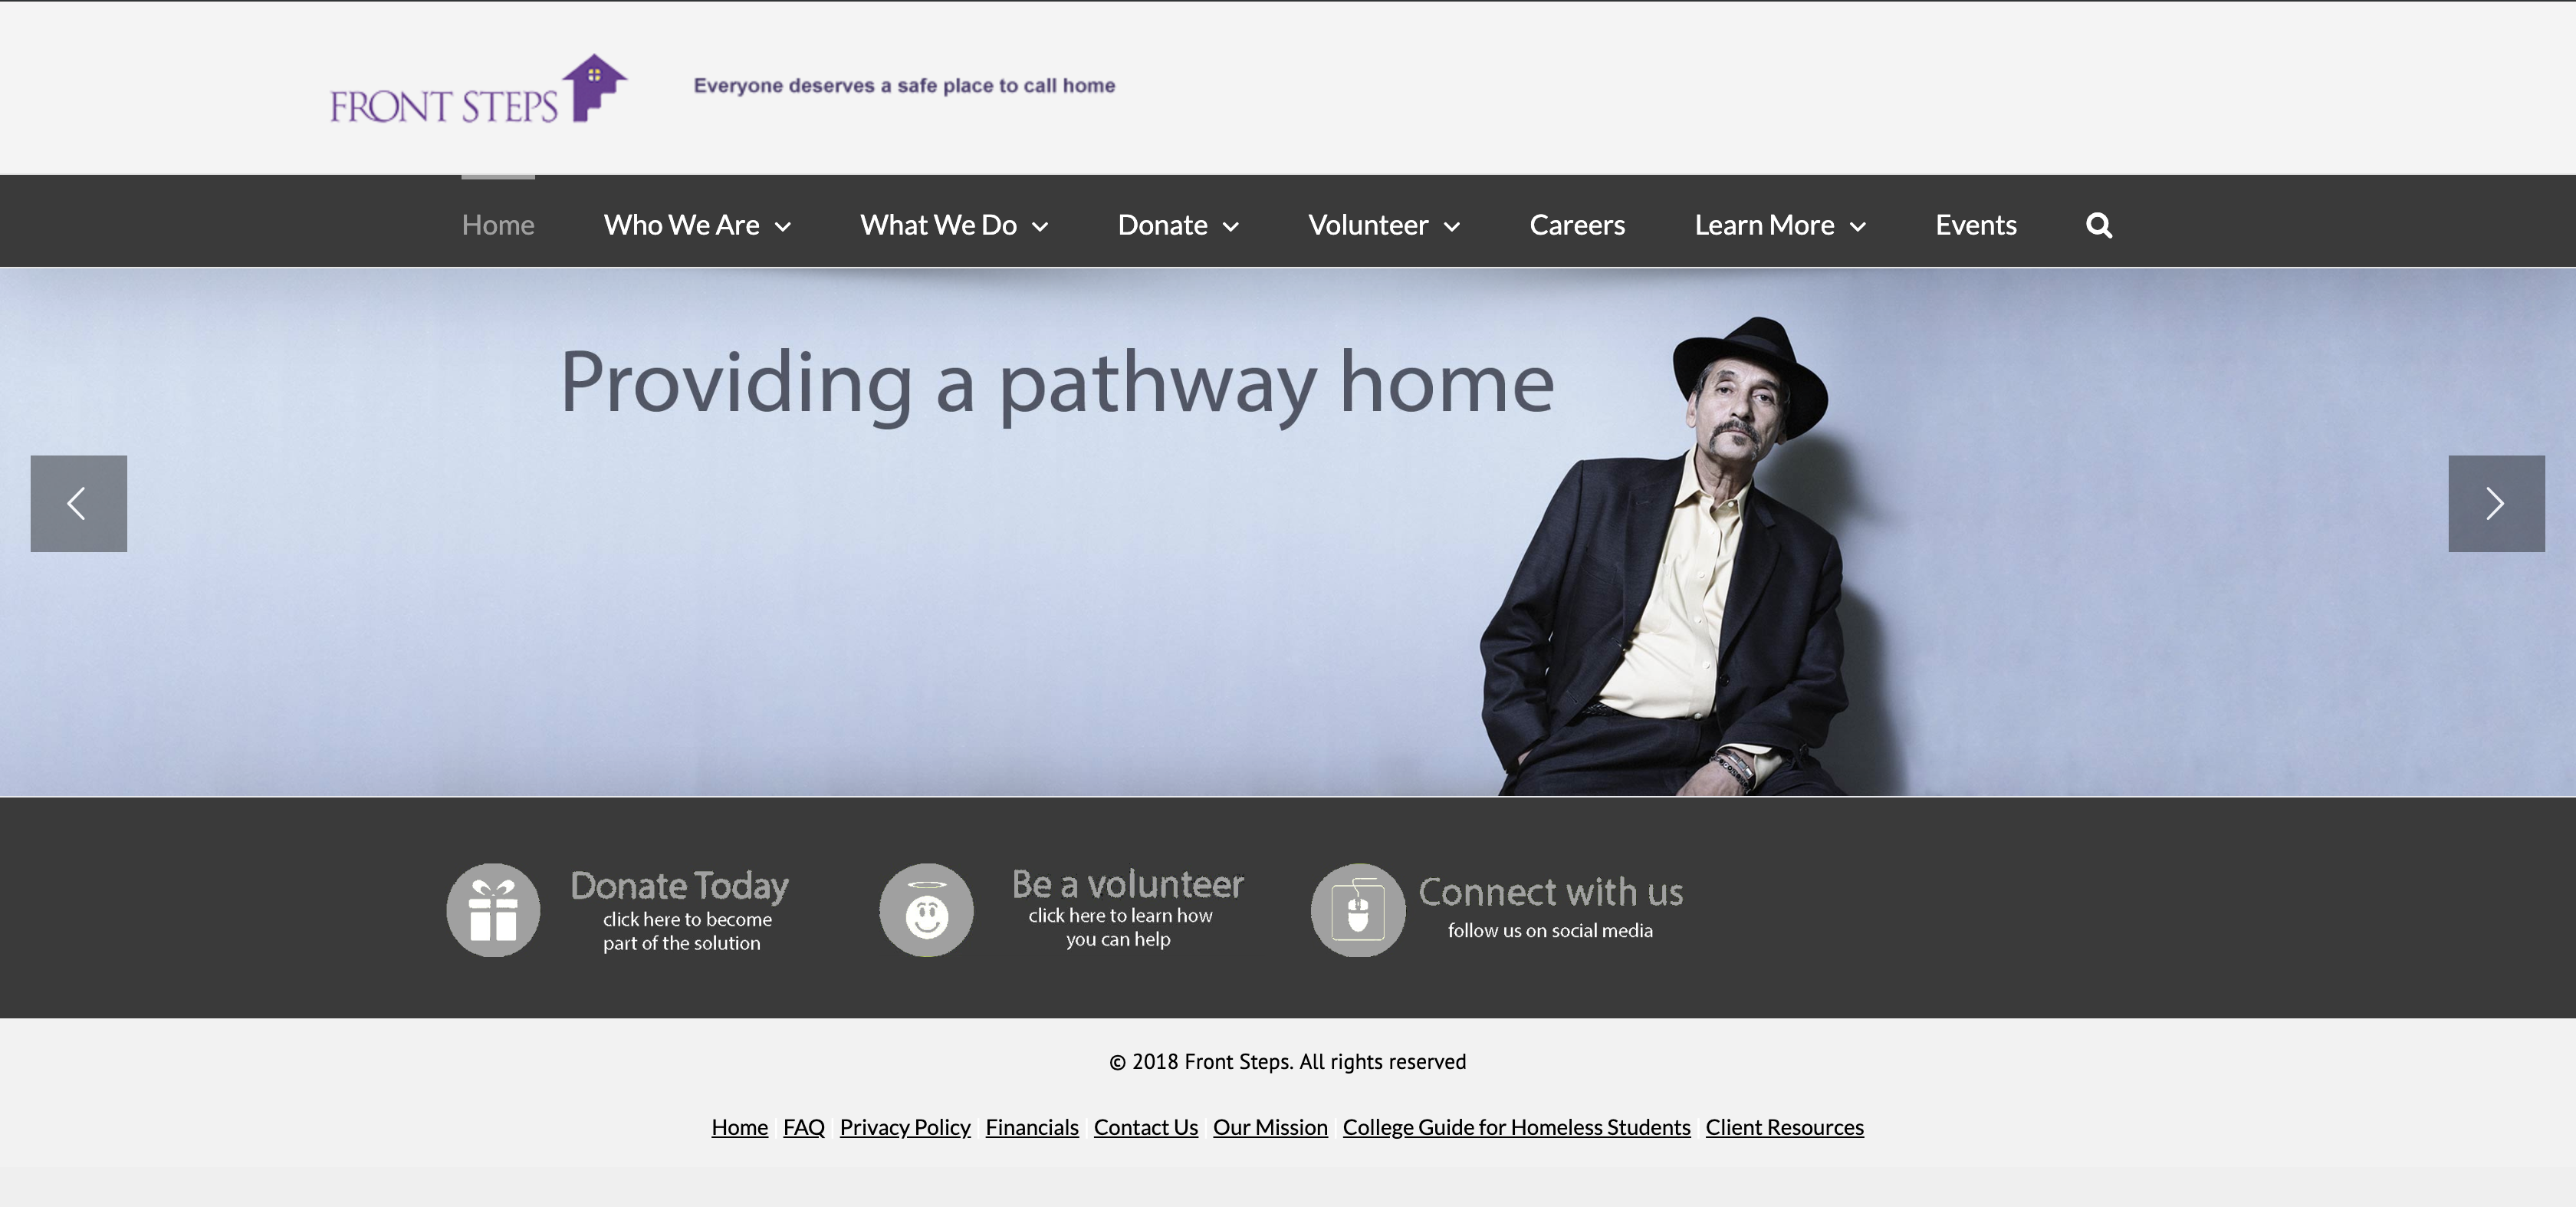 FRONT STEPS
Everyone deserves a safe place to call home
Home Who We Are What We Do Donate Volunteer Careers Learn More Events
Providing a pathway home
Donate Today
click here to become
part of the solution
Be a volunteer
click here to learn how
you can help
Connect with us
follow us on social media
© 2018 Front Steps. All rights reserved
Home FAQ Privacy Policy Financials Contact Us Our Mission College Guide for Homeless Students Client Resources